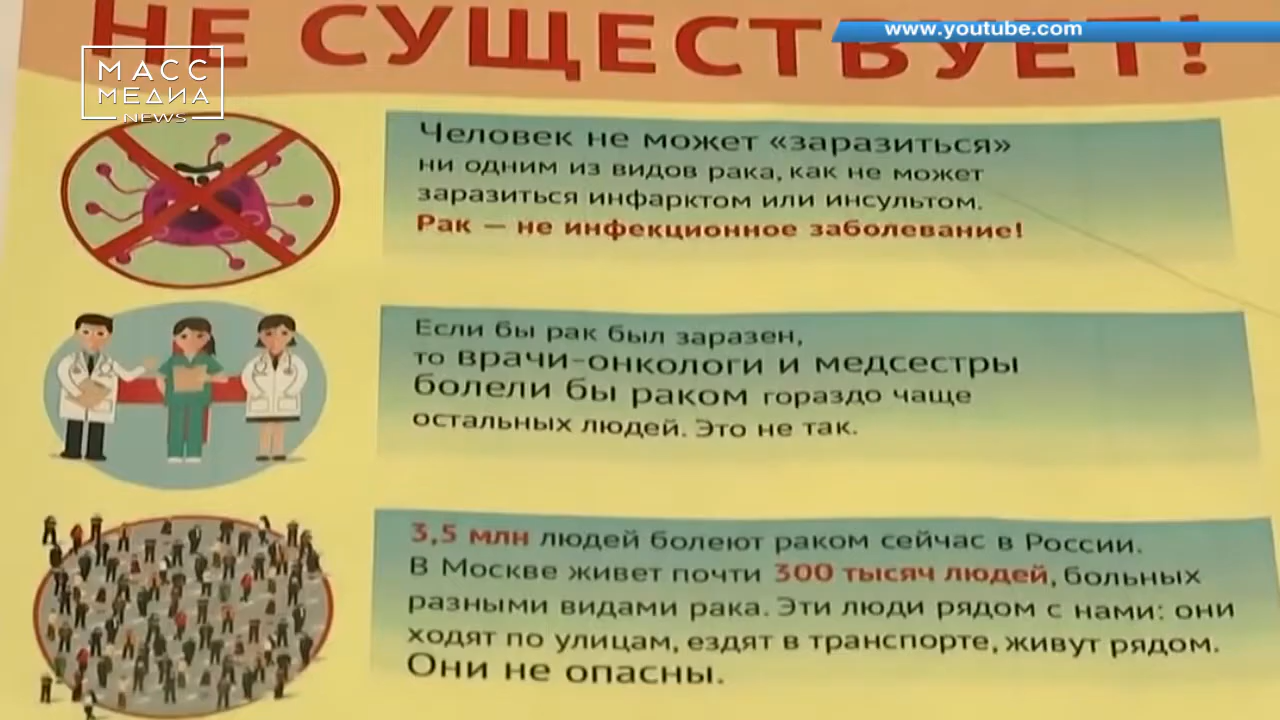 НЕ СУЩЕСТВУЕТ!
www.youtube.com
МАСС
МЕДИА
NEWS
Человек не может «заразиться»
ни одним из видов рака, как не может
заразиться инфарктом или инсультом.
Рак — не инфекционное заболевание!
Если бы рак был заразен,
то врачи-онкологи и медсестры
болели бы раком гораздо чаще
остальных людей. Это не так.
3,5 млн людей болеют раком сейчас в России.
В Москве живет почти 300 тысяч людей, больных
разными видами рака. Эти люди рядом с нами: они
ходят по улицам, ездят в транспорте, живут рядом.
Они не опасны.